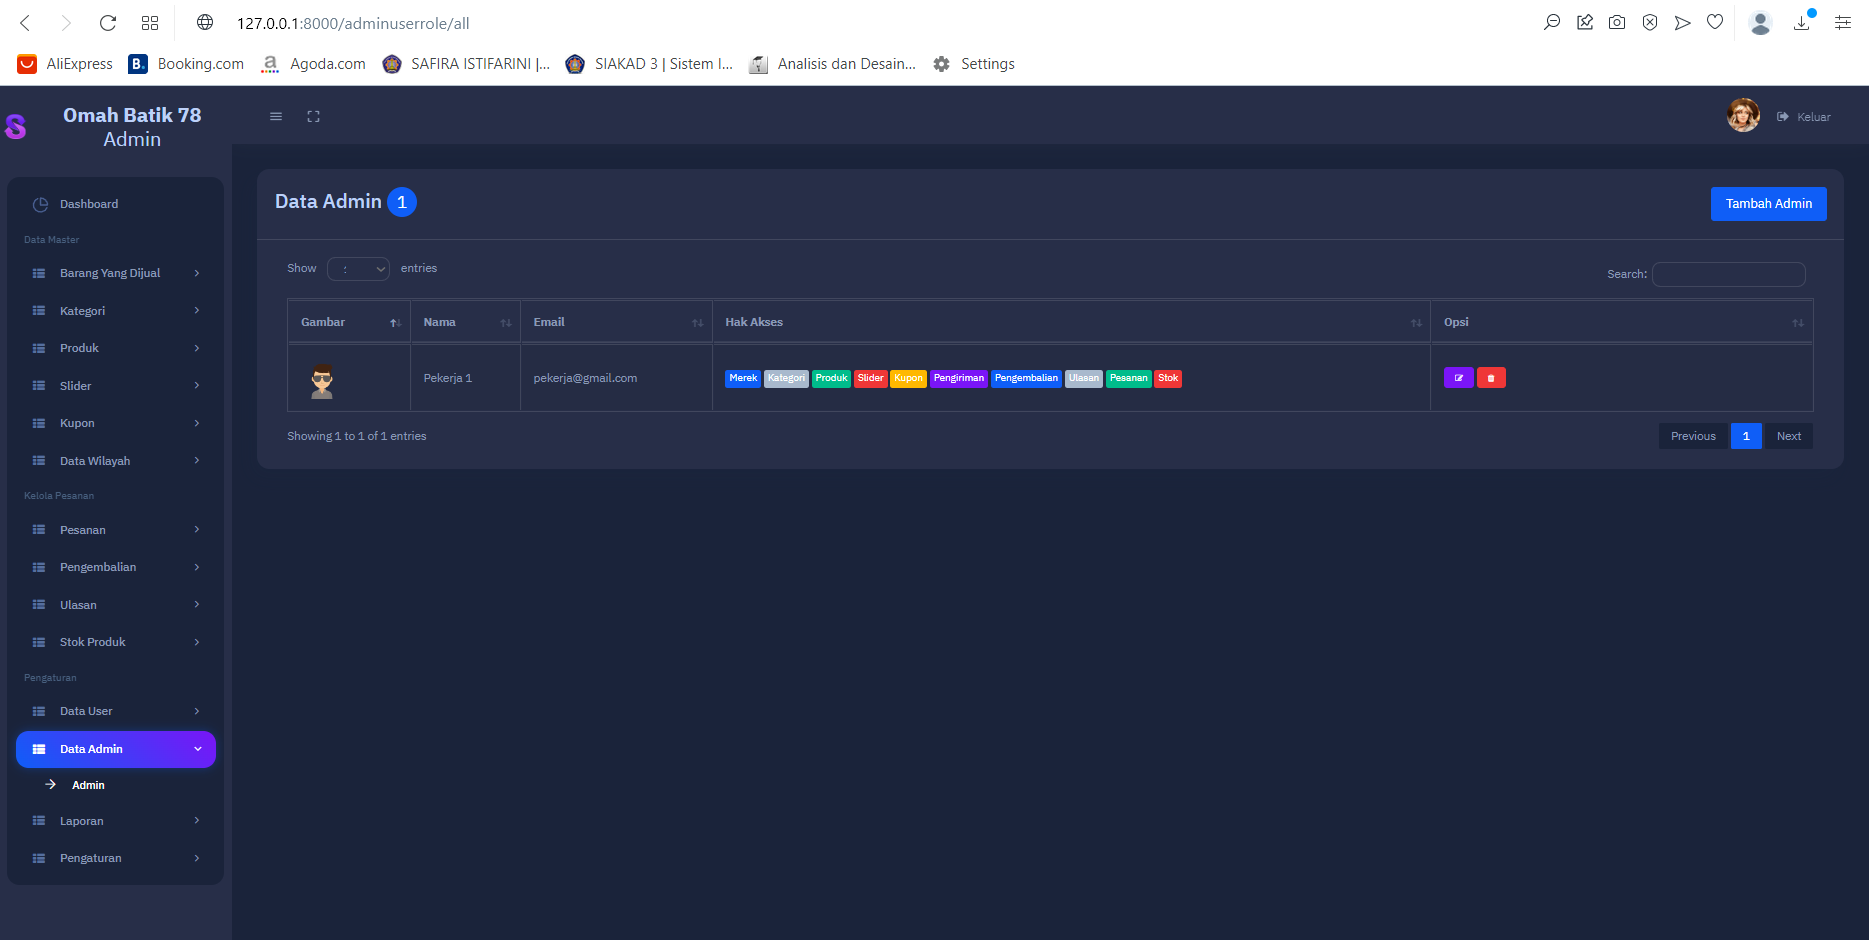 127.0.0.1:8000/adminuserrole/all
AliExpress
Booking.com
Agoda.com
SAFIRA ISTIFARINI |...
SIAKAD 3 | Sistem I...
Analisis dan Desain...
Settings
Omah Batik 78
Admin
Keluar
Dashboard
Data Master
Barang Yang Dijual
Kategori
Produk
Slider
Kupon
Data Wilayah
Kelola Pesanan
Pesanan
Pengembalian
Ulasan
Stok Produk
Pengaturan
Data User
Data Admin
Admin
Laporan
Pengaturan
Data Admin 1
Tambah Admin
Show entries
Search:
Gambar Nama Email Hak Akses Opsi
Pekerja 1 pekerja@gmail.com Merek Kategori Produk Slider Kupon Pengiriman Pengembalian Ulasan Pesanan Stok
Showing 1 to 1 of 1 entries
Previous 1 Next